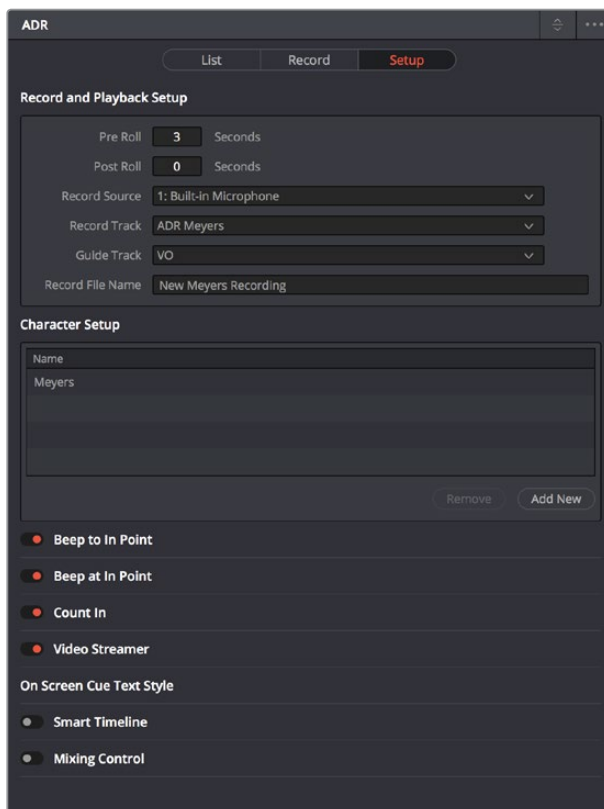 ADR
List Record Setup
Record and Playback Setup
Pre Roll 3 Seconds
Post Roll 0 Seconds
Record Source 1: Built-in Microphone
Record Track ADR Meyers
Guide Track VO
Record File Name New Meyers Recording
Character Setup
Name
Meyers
Remove Add New
Beep to In Point
Beep at In Point
Count In
Video Streamer
On Screen Cue Text Style
Smart Timeline
Mixing Control